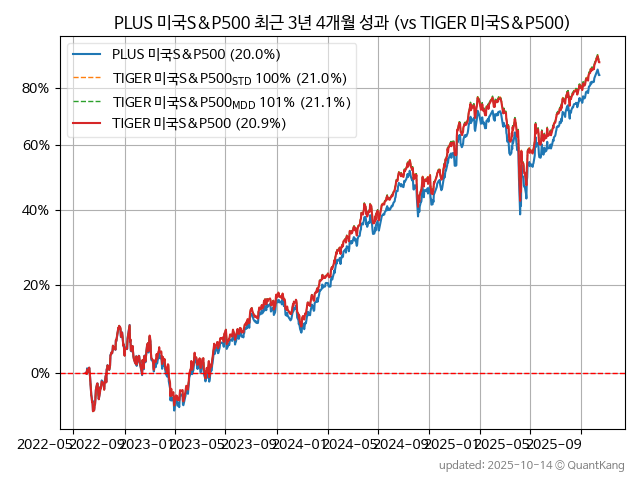 PLUS 미국S&P500 최근 3년 4개월 성과 (vs TIGER 미국S&P500)
PLUS 미국S&P500 (20.0%)
TIGER 미국S&P500STD 100% (21.0%)
TIGER 미국S&P500MDD 101% (21.1%)
TIGER 미국S&P500 (20.9%)
80%
60%
40%
20%
0%
2022-05 2022-09 2023-01 2023-05 2023-09 2024-01 2024-05 2024-09 2025-01 2025-05 2025-09
updated: 2025-10-14 © QuantKang